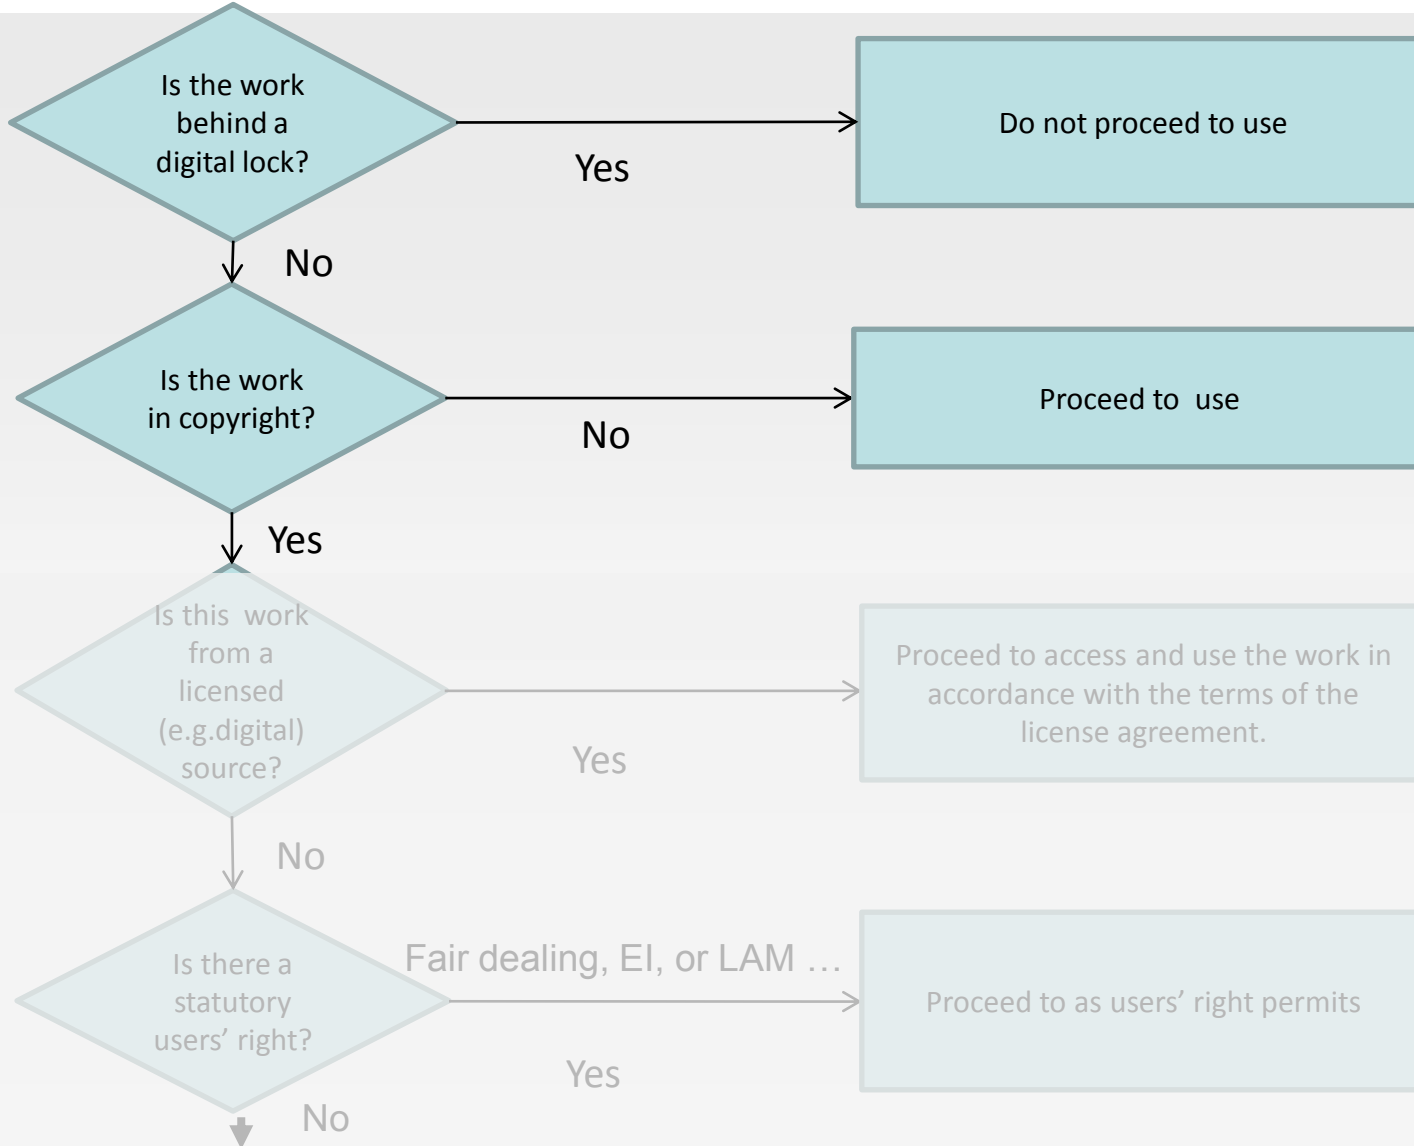 Is the work
behind a
digital lock?
Yes
Do not proceed to use
No
Is the work
in copyright?
No
Proceed to  use
Yes
Is this  work
from a
licensed
(e.g.digital)
source?
Yes
Proceed to access and use the work in
accordance with the terms of the
license agreement.
No
Is there a
statutory
users’ right?
Fair dealing, EI, or LAM …
Yes
Proceed to as users’ right permits
No